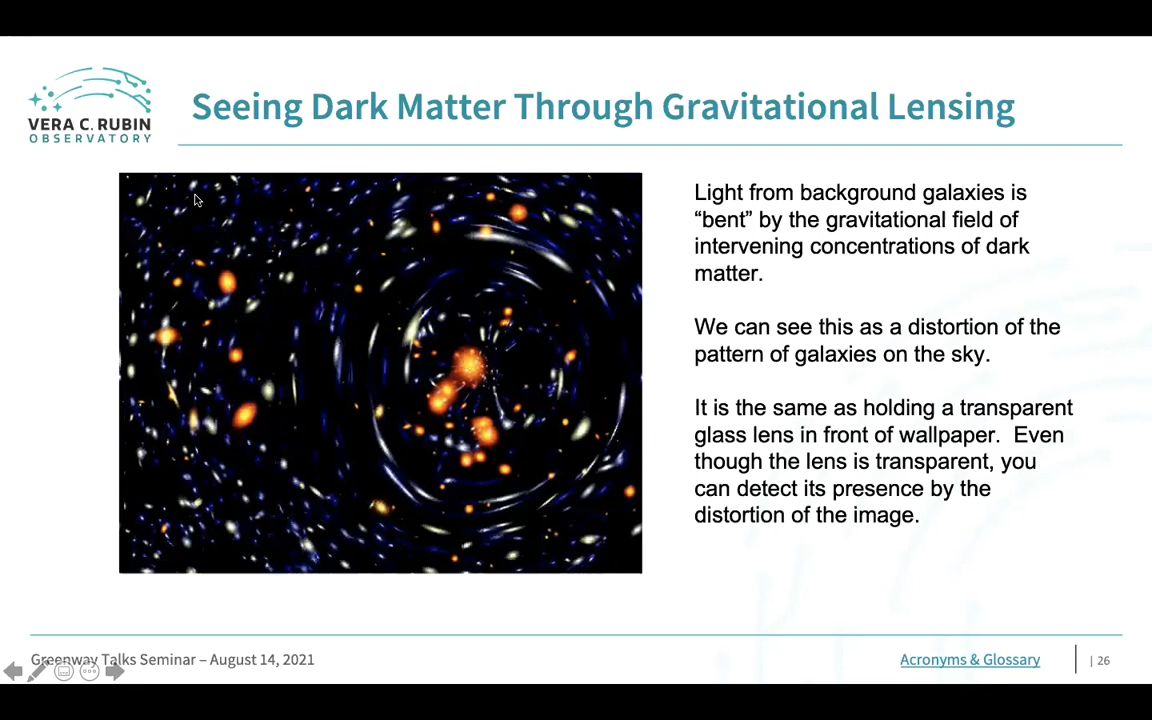 VERA C. RUBIN
OBSERVATORY
Seeing Dark Matter Through Gravitational Lensing
Light from background galaxies is
“bent” by the gravitational field of
intervening concentrations of dark
matter.
We can see this as a distortion of the
pattern of galaxies on the sky.
It is the same as holding a transparent
glass lens in front of wallpaper.  Even
though the lens is transparent, you
can detect its presence by the
distortion of the image.
Greenway Talks Seminar – August 14, 2021
Acronyms & Glossary
| 26